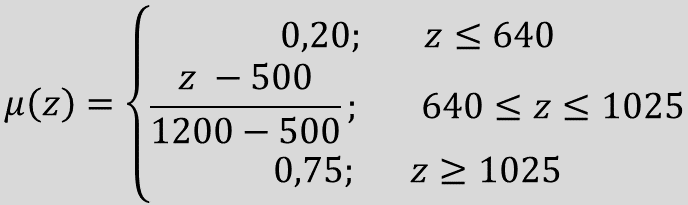 μ(z) = { 0,20; z ≤ 640
z − 500 / 1200 − 500 ; 640 ≤ z ≤ 1025
0,75; z ≥ 1025